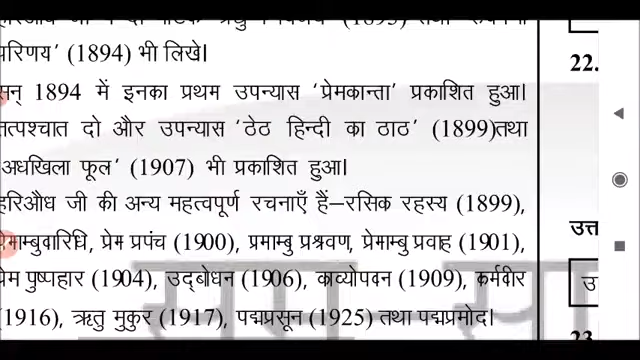 परिणय’ (1894) भी लिखे।
सन् 1894 में इनका प्रथम उपन्यास ‘प्रेमकान्ता’ प्रकाशित हुआ।
तत्पश्चात दो और उपन्यास ‘ठेठ हिन्दी का ठाठ’ (1899)तथा
‘अधखिला फूल’ (1907) भी प्रकाशित हुआ।
हरिऔध जी की अन्य महत्वपूर्ण रचनाएँ हैं–रसिक रहस्य (1899),
प्रेमाम्बुवारिधि, प्रेम प्रपंच (1900), प्रमाम्बु प्रश्रवण, प्रेमाम्बु प्रवाह (1901),
प्रेम पुष्पहार (1904), उद्बोधन (1906), काव्योपवन (1909), कर्मवीर
(1916), ऋतु मुकुर (1917), पद्मप्रसून (1925) तथा पद्मप्रमोद।
22.
उत्त
उ
23